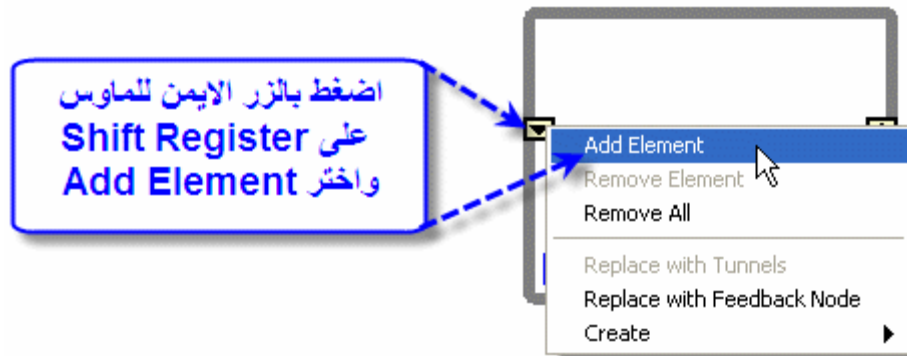 اضغط بالزر الايمن للماوس
على Shift Register
واختر Add Element
Add Element
Remove Element
Remove All
Replace with Tunnels
Replace with Feedback Node
Create